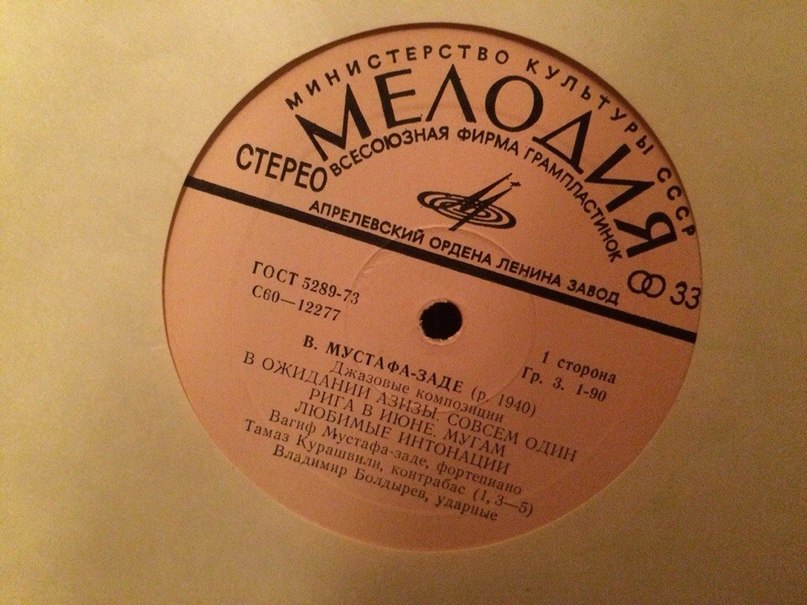 МИНИСТЕРСТВО КУЛЬТУРЫ СССР
МЕЛОДИЯ
ВСЕСОЮЗНАЯ ФИРМА ГРАМПЛАСТИНОК
СТЕРЕО
АПРЕЛЕВСКИЙ ОРДЕНА ЛЕНИНА ЗАВОД
33
ГОСТ 5289-73
С60—12277
1 сторона
Гр. 3. 1-90
В. МУСТАФА-ЗАДЕ (р. 1940)
Джазовые композиции
В ОЖИДАНИИ АЗИЗЫ. СОВСЕМ ОДИН
РИГА В ИЮНЕ. МУГАМ
ЛЮБИМЫЕ ИНТОНАЦИИ
Вагиф Мустафа-заде, фортепиано
Тамаз Курашвили, контрабас (1, 3—5)
Владимир Болдырев, ударные